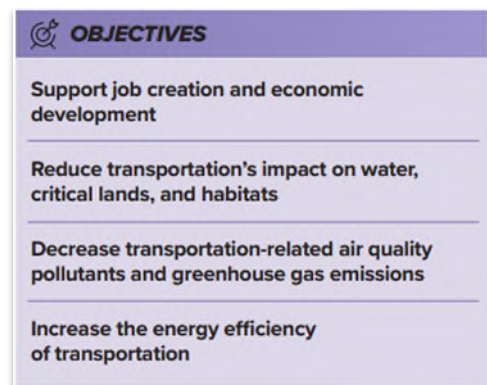 OBJECTIVES
Support job creation and economic
development
Reduce transportation's impact on water,
critical lands, and habitats
Decrease transportation-related air quality
pollutants and greenhouse gas emissions
Increase the energy efficiency
of transportation